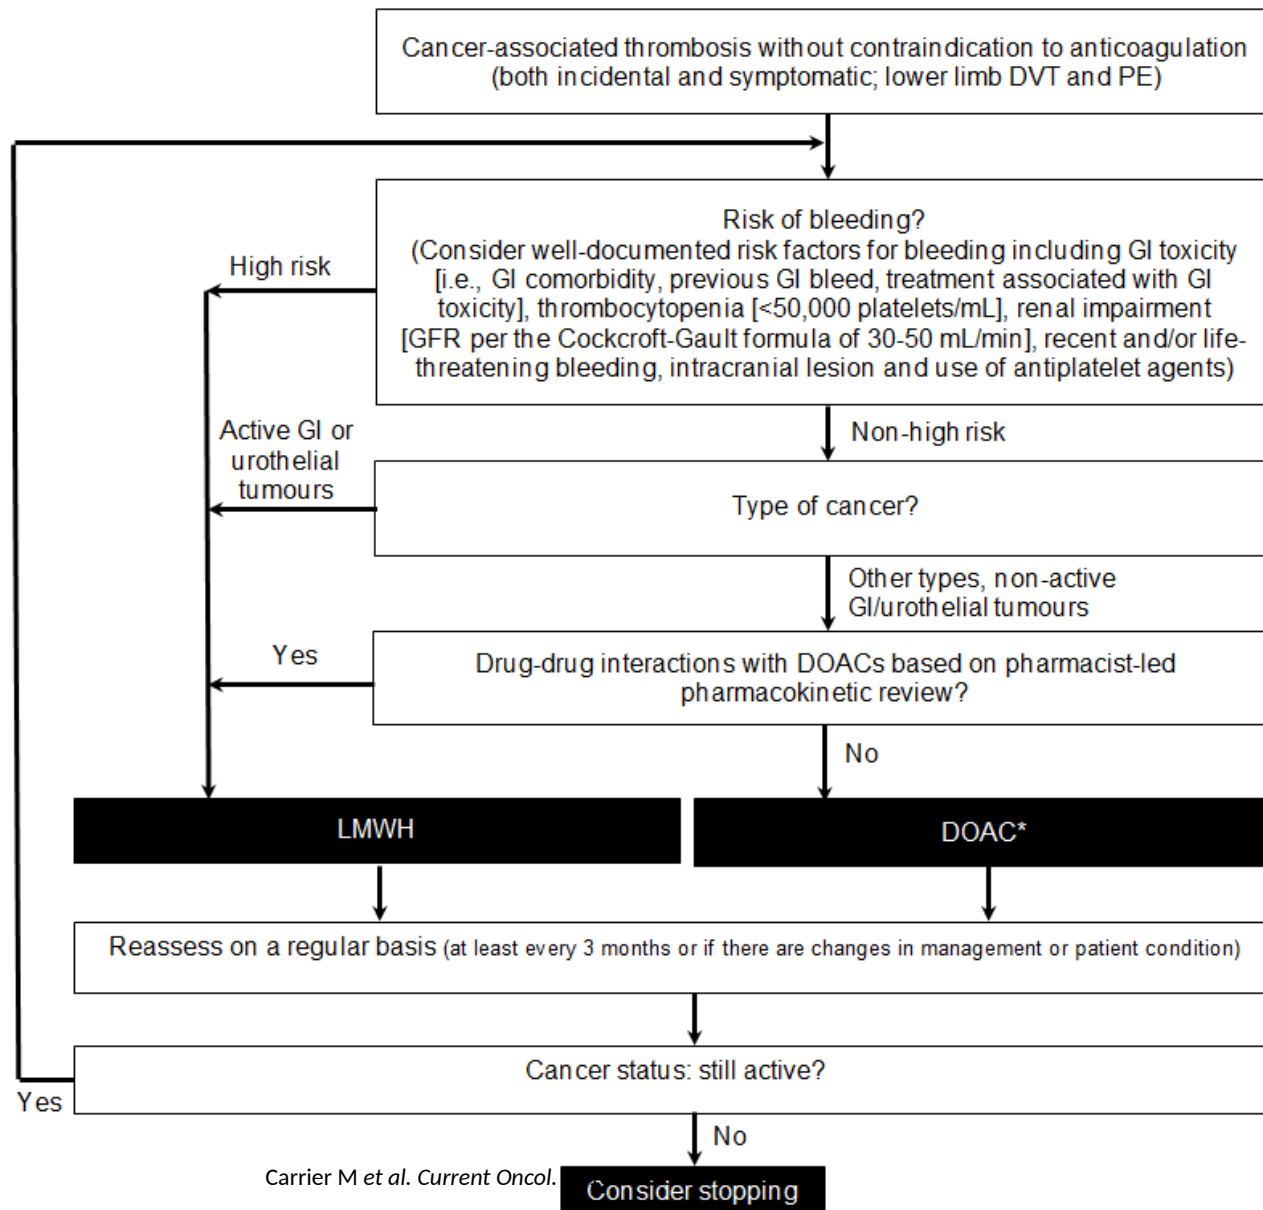 Cancer-associated thrombosis without contraindication to anticoagulation
(both incidental and symptomatic; lower limb DVT and PE)
Risk of bleeding?
(Consider well-documented risk factors for bleeding including GI toxicity
[i.e., GI comorbidity, previous GI bleed, treatment associated with GI
toxicity], thrombocytopenia [<50,000 platelets/mL], renal impairment
[GFR per the Cockcroft-Gault formula of 30-50 mL/min], recent and/or life-
threatening bleeding, intracranial lesion and use of antiplatelet agents)
High risk
Non-high risk
Active GI or
urothelial
tumours
Type of cancer?
Other types, non-active
GI/urothelial tumours
Yes
Drug-drug interactions with DOACs based on pharmacist-led
pharmacokinetic review?
No
LMWH
DOAC*
Reassess on a regular basis (at least every 3 months or if there are changes in management or patient condition)
Cancer status: still active?
Yes
No
Carrier M et al. Current Oncol.
Consider stopping